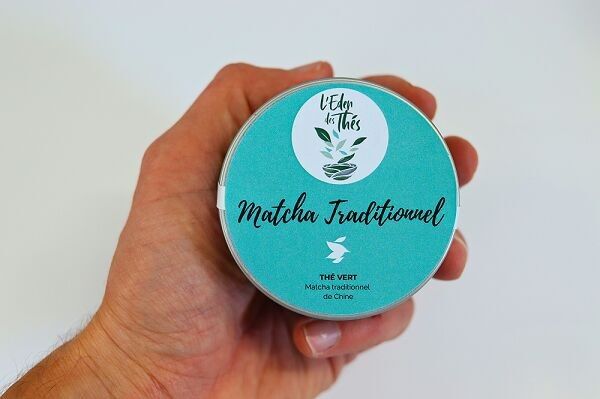 L'Eden
des Thés
Matcha Traditionnel
THÉ VERT
Matcha traditionnel
de Chine